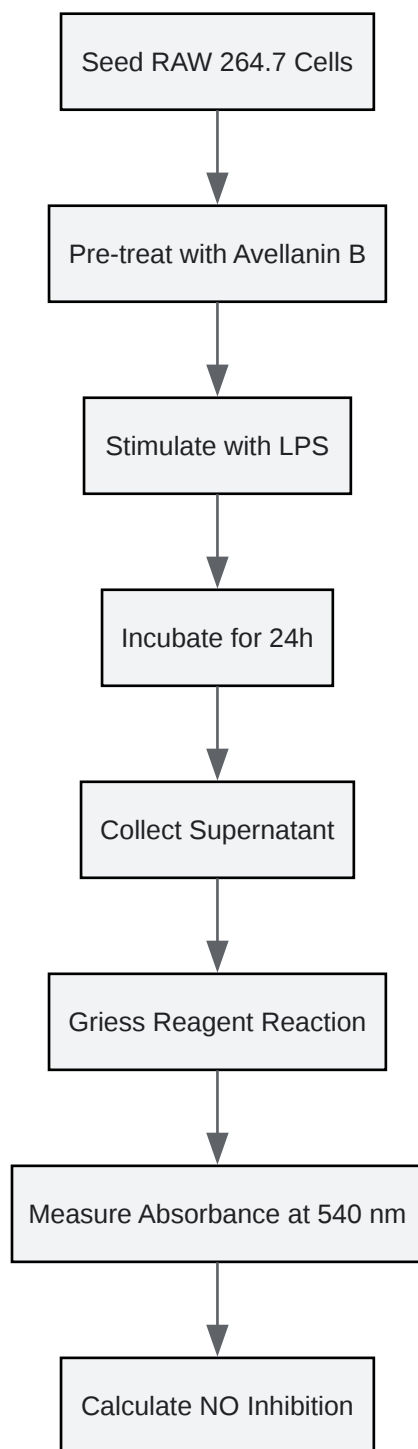 Seed RAW 264.7 Cells
Pre-treat with Avellanin B
Stimulate with LPS
Incubate for 24h
Collect Supernatant
Griess Reagent Reaction
Measure Absorbance at 540 nm
Calculate NO Inhibition